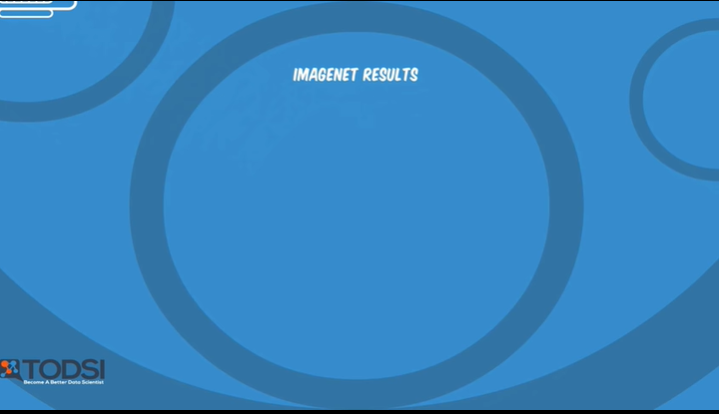 IMAGENET RESULTS
TODSI
Become A Better Data Scientist